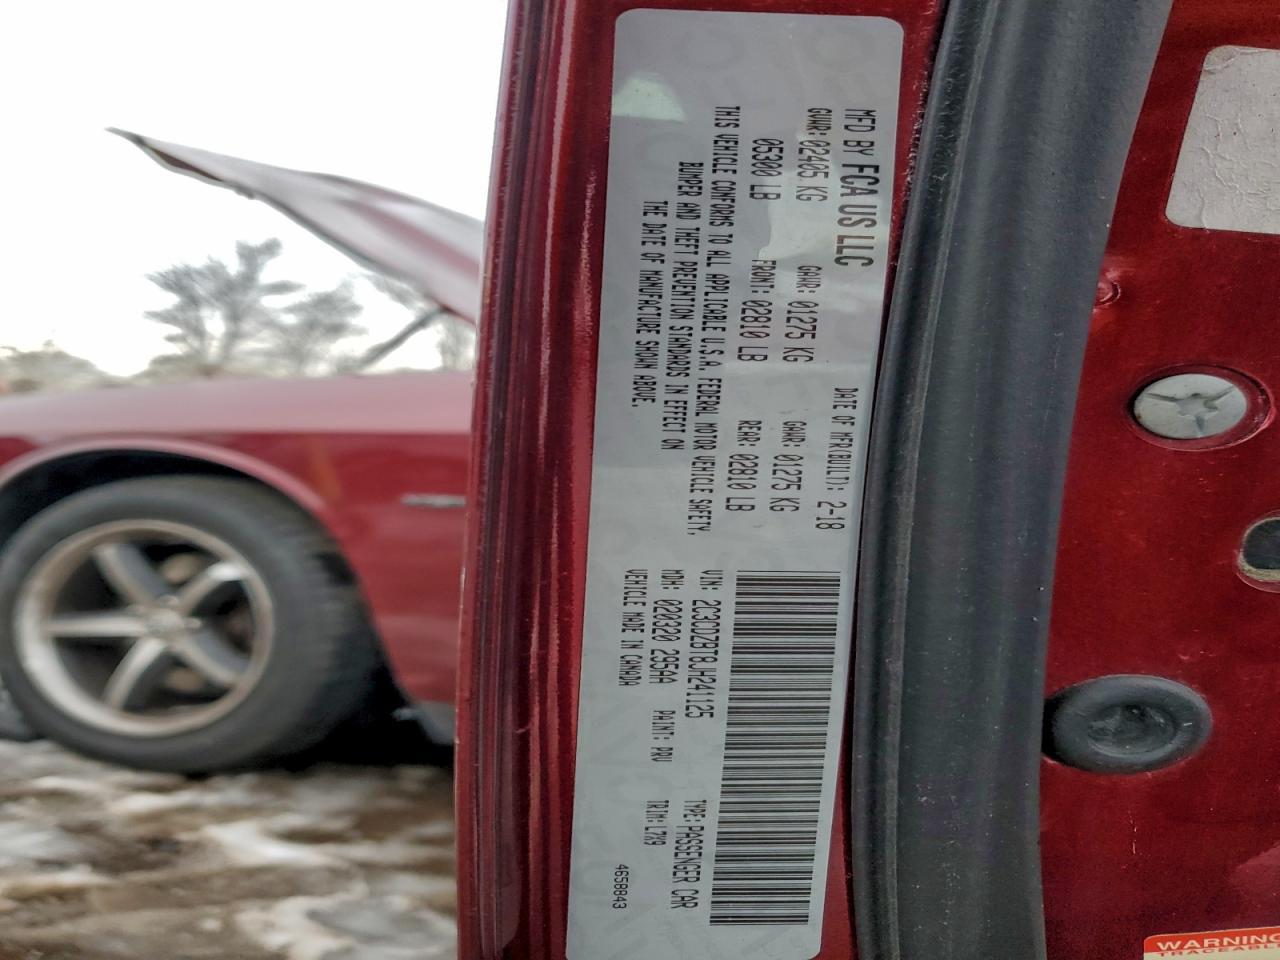 MFD BY FCA US LLC
DATE OF MFR(BUILT): 2-18
GVWR: 02405 KG
GAWR: 01275 KG
GAWR: 01275 KG
05300 LB
FRONT: 02810 LB
REAR: 02810 LB
THIS VEHICLE CONFORMS TO ALL APPLICABLE U.S.A. FEDERAL MOTOR VEHICLE SAFETY,
BUMPER AND THEFT PREVENTION STANDARDS IN EFFECT ON
THE DATE OF MANUFACTURE SHOWN ABOVE.
VIN: 2C3CDZBT8JH241125
TYPE: PASSENGER CAR
MDH: 020320 295AA
PAINT: PRV
TRIM: L7X9
VEHICLE MADE IN CANADA
4658843
WARNING
TRACEABLE